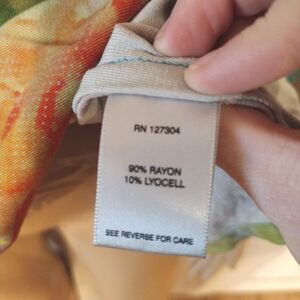 RN 127304
90% RAYON
10% LYOCELL
SEE REVERSE FOR CARE